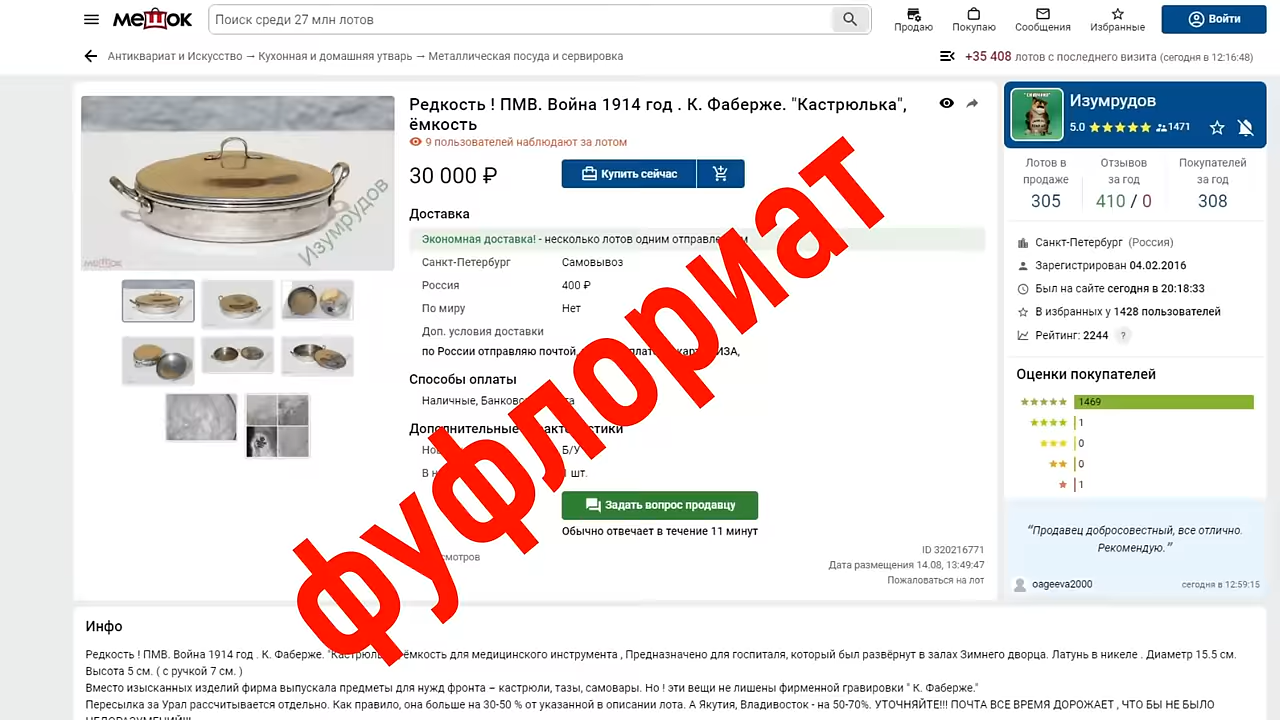 мешок
Поиск среди 27 млн лотов
Продаю
Покупаю
Сообщения
Избранные
Войти
Антиквариат и Искусство → Кухонная и домашняя утварь → Металлическая посуда и сервировка
+35 408 лотов с последнего визита (сегодня в 12:16:48)
Редкость ! ПМВ. Война 1914 год . К. Фаберже. "Кастрюлька",
ёмкость
9 пользователей наблюдают за лотом
30 000 ₽
Купить сейчас
Доставка
Экономная доставка! - несколько лотов одним
Санкт-Петербург Самовывоз
Россия 400 ₽
По миру Нет
Доп. условия доставки
по России отправляю почтой,
Способы оплаты
Наличные,
Б/У
шт.
Задать вопрос продавцу
Обычно отвечает в течение 11 минут
ID 320216771
Дата размещения 14.08, 13:49:47
Пожаловаться на лот
фуфлориат
Изумрудов
мешок
Изумрудов
5.0 1471
Лотов в продаже
305
Отзывов за год
410 / 0
Покупателей за год
308
Санкт-Петербург (Россия)
Зарегистрирован 04.02.2016
Был на сайте сегодня в 20:18:33
В избранных у 1428 пользователей
Рейтинг: 2244 ?
Оценки покупателей
1469
1
0
0
1
“Продавец добросовестный, все отлично.
Рекомендую.”
oageeva2000 сегодня в 12:59:15
Инфо
Редкость ! ПМВ. Война 1914 год . К. Фаберже. ёмкость для медицинского инструмента , Предназначено для госпиталя, который был развёрнут в залах Зимнего дворца. Латунь в никеле . Диаметр 15.5 см.
Высота 5 см. ( с ручкой 7 см. )
Вместо изысканных изделий фирма выпускала предметы для нужд фронта – кастрюли, тазы, самовары. Но ! эти вещи не лишены фирменной гравировки " К. Фаберже."
Пересылка за Урал рассчитывается отдельно. Как правило, она больше на 30-50 % от указанной в описании лота. А Якутия, Владивосток - на 50-70%. УТОЧНЯЙТЕ!!! ПОЧТА ВСЕ ВРЕМЯ ДОРОЖАЕТ , ЧТО БЫ НЕ БЫЛО